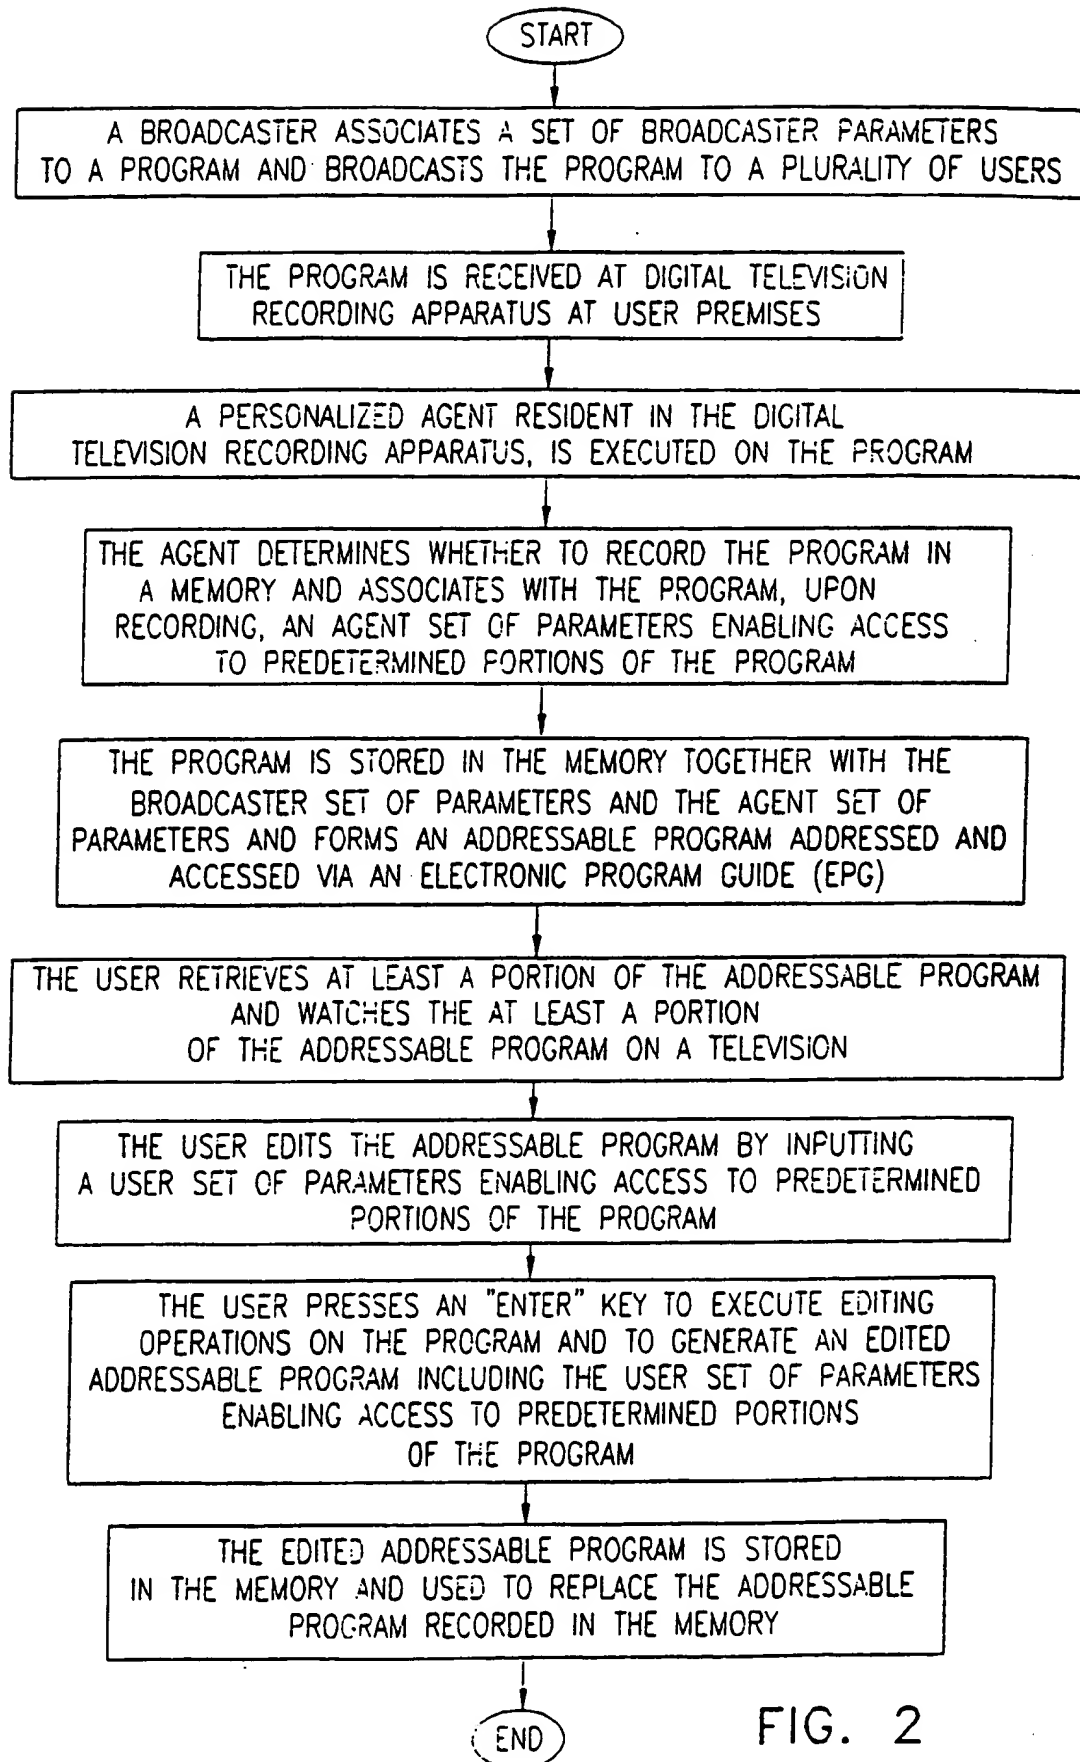 START
A BROADCASTER ASSOCIATES A SET OF BROADCASTER PARAMETERS
TO A PROGRAM AND BROADCASTS THE PROGRAM TO A PLURALITY OF USERS
THE PROGRAM IS RECEIVED AT DIGITAL TELEVISION
RECORDING APPARATUS AT USER PREMISES
A PERSONALIZED AGENT RESIDENT IN THE DIGITAL
TELEVISION RECORDING APPARATUS, IS EXECUTED ON THE PROGRAM
THE AGENT DETERMINES WHETHER TO RECORD THE PROGRAM IN
A MEMORY AND ASSOCIATES WITH THE PROGRAM, UPON
RECORDING, AN AGENT SET OF PARAMETERS ENABLING ACCESS
TO PREDETERMINED PORTIONS OF THE PROGRAM
THE PROGRAM IS STORED IN THE MEMORY TOGETHER WITH THE
BROADCASTER SET OF PARAMETERS AND THE AGENT SET OF
PARAMETERS AND FORMS AN ADDRESSABLE PROGRAM ADDRESSED AND
ACCESSED VIA AN ELECTRONIC PROGRAM GUIDE (EPG)
THE USER RETRIEVES AT LEAST A PORTION OF THE ADDRESSABLE PROGRAM
AND WATCHES THE AT LEAST A PORTION
OF THE ADDRESSABLE PROGRAM ON A TELEVISION
THE USER EDITS THE ADDRESSABLE PROGRAM BY INPUTTING
A USER SET OF PARAMETERS ENABLING ACCESS TO PREDETERMINED
PORTIONS OF THE PROGRAM
THE USER PRESSES AN "ENTER" KEY TO EXECUTE EDITING
OPERATIONS ON THE PROGRAM AND TO GENERATE AN EDITED
ADDRESSABLE PROGRAM INCLUDING THE USER SET OF PARAMETERS
ENABLING ACCESS TO PREDETERMINED PORTIONS
OF THE PROGRAM
THE EDITED ADDRESSABLE PROGRAM IS STORED
IN THE MEMORY AND USED TO REPLACE THE ADDRESSABLE
PROGRAM RECORDED IN THE MEMORY
END
FIG. 2